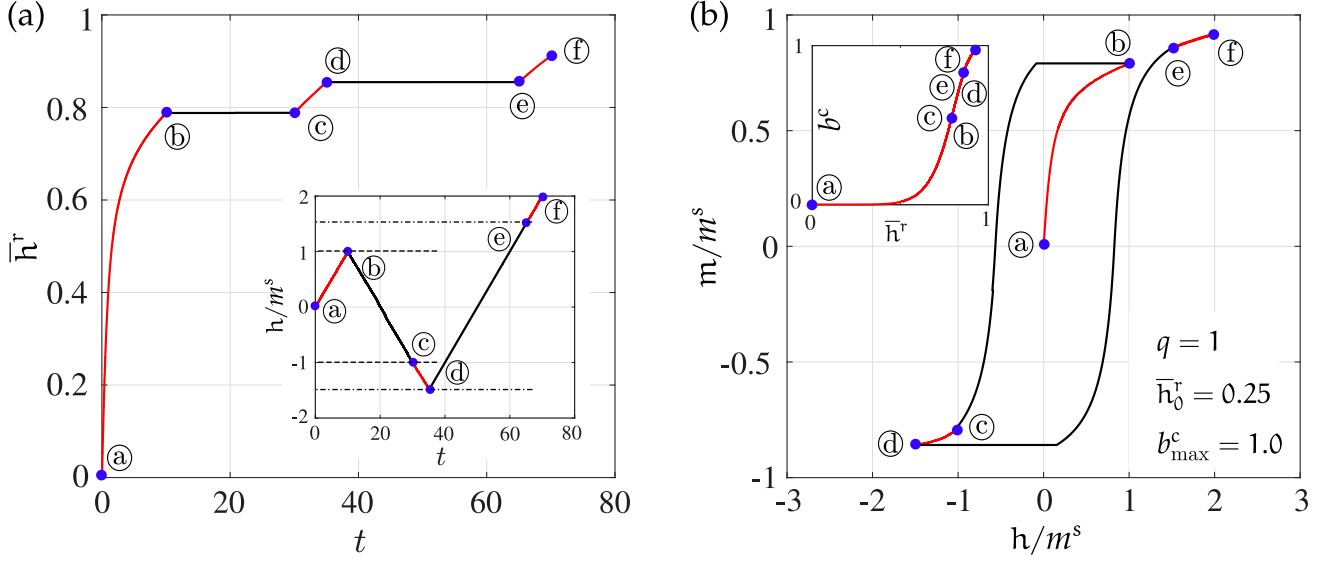 (a)
1
0.8
0.6
0.4
0.2
0
h̅ʳ
0 20 40 60 80
t
ⓐ
ⓑ
ⓒ
ⓓ
ⓔ
ⓕ
2
1
0
-1
-2
h/mˢ
0 20 40 60 80
t
ⓐ
ⓑ
ⓒ
ⓓ
ⓔ
ⓕ
(b)
1
0.5
0
-0.5
-1
m/mˢ
-3 -2 -1 0 1 2 3
h/mˢ
ⓐ
ⓑ
ⓒ
ⓓ
ⓔ
ⓕ
1
0
bᶜ
0 1
h̅ʳ
ⓐ
ⓕ
ⓔ
ⓓ
ⓒ
ⓑ
q = 1
h̅ʳ₀ = 0.25
bᶜₘₐₓ = 1.0